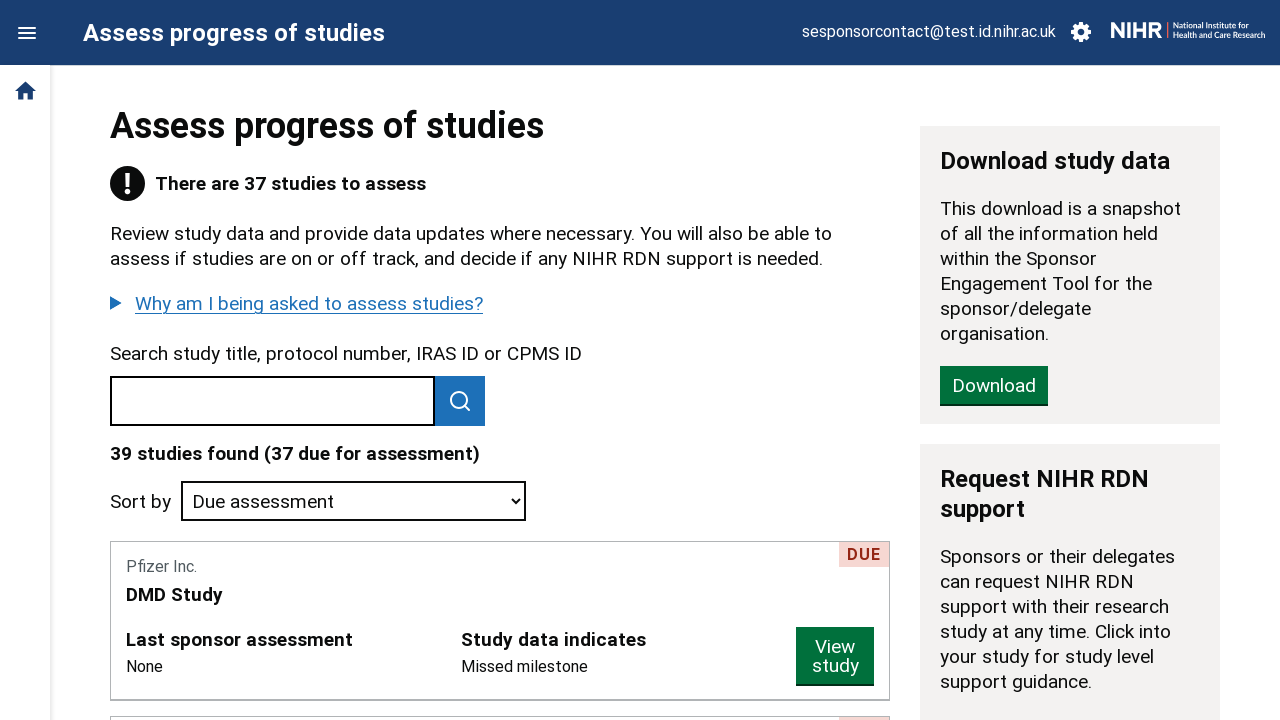 Assess progress of studies
sesponsorcontact@test.id.nihr.ac.uk
NIHR
National Institute for
Health and Care Research
Assess progress of studies
There are 37 studies to assess
Review study data and provide data updates where necessary. You will also be able to
assess if studies are on or off track, and decide if any NIHR RDN support is needed.
Why am I being asked to assess studies?
Search study title, protocol number, IRAS ID or CPMS ID
39 studies found (37 due for assessment)
Sort by
Due assessment
DUE
Pfizer Inc.
DMD Study
Last sponsor assessment
None
Study data indicates
Missed milestone
View
study
Download study data
This download is a snapshot
of all the information held
within the Sponsor
Engagement Tool for the
sponsor/delegate
organisation.
Download
Request NIHR RDN
support
Sponsors or their delegates
can request NIHR RDN
support with their research
study at any time. Click into
your study for study level
support guidance.